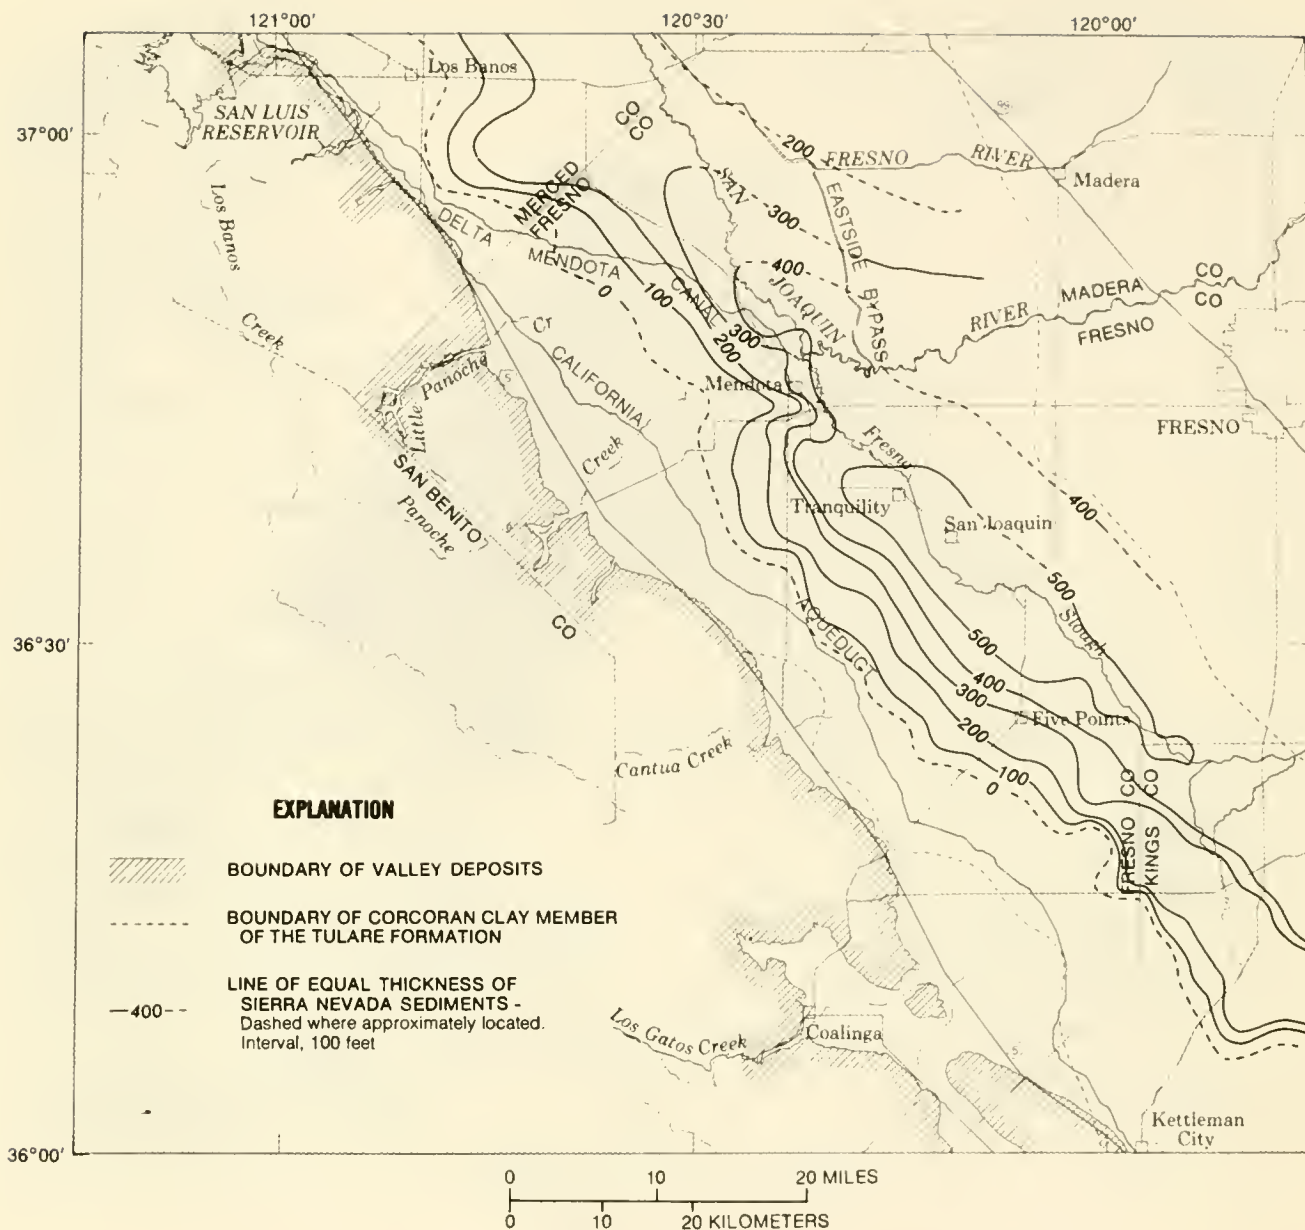 121°00'
120°30'
120°00'
Los Banos
SAN LUIS
RESERVOIR
37°00'
CO
CO
200
FRESNO RIVER
Madera
MERCED
FRESNO
SAN
JOAQUIN
RIVER
300
EASTSIDE BYPASS
Los Banos
Creek
DELTA
MENDOTA
CANAL
400
MADERA CO
FRESNO CO
0
100
200
300
Cr
Little Panoche
CALIFORNIA
Mendota
FRESNO
Creek
Fresno
SAN BENITO
Panoche
CO
Tranquility
San Joaquin
400
500
Slough
36°30'
AQUEDUCT
500
400
300
200
100
0
Five Points
Cantua Creek
FRESNO CO
KINGS CO
EXPLANATION
BOUNDARY OF VALLEY DEPOSITS
BOUNDARY OF CORCORAN CLAY MEMBER
OF THE TULARE FORMATION
LINE OF EQUAL THICKNESS OF
SIERRA NEVADA SEDIMENTS -
—400--
Dashed where approximately located.
Interval, 100 feet
Los Gatos Creek
Coalinga
Kettleman
City
36°00'
0 10 20 MILES
0 10 20 KILOMETERS